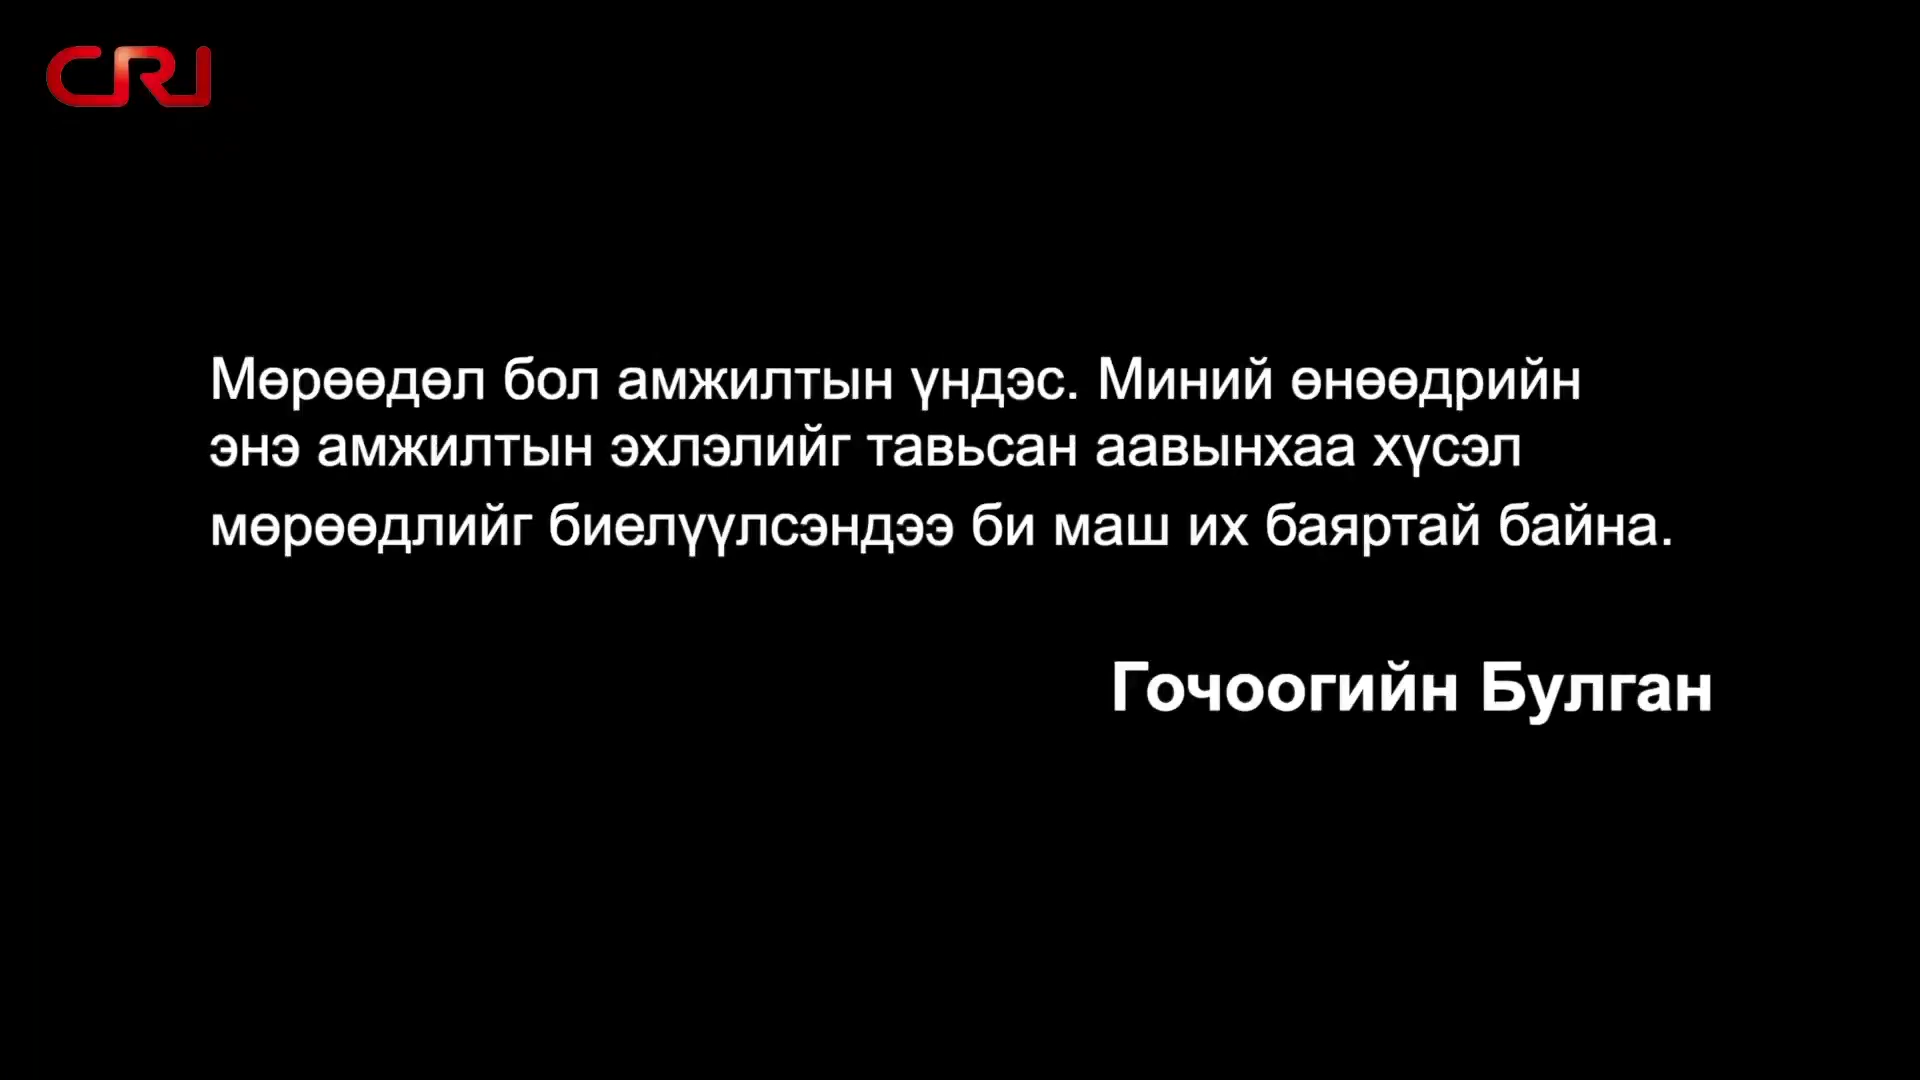 CRI
Мөрөөдөл бол амжилтын үндэс. Миний өнөөдрийн
энэ амжилтын эхлэлийг тавьсан аавынхаа хүсэл
мөрөөдлийг биелүүлсэндээ би маш их баяртай байна.
Гочоогийн Булган